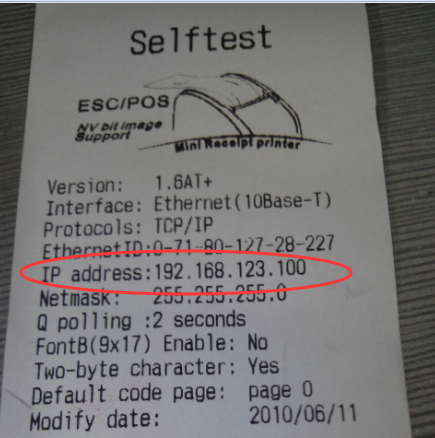 Selftest
ESC/POS
NV bit image
Support
Mini Receipt printer
Version: 1.6AT+
Interface: Ethernet(10Base-T)
Protocols: TCP/IP
EthernetID:0-71-80-127-28-227
IP address:192.168.123.100
Netmask: 255.255.255.0
Q polling :2 seconds
FontB(9x17) Enable: No
Two-byte character: Yes
Default code page: page 0
Modify date: 2010/06/11